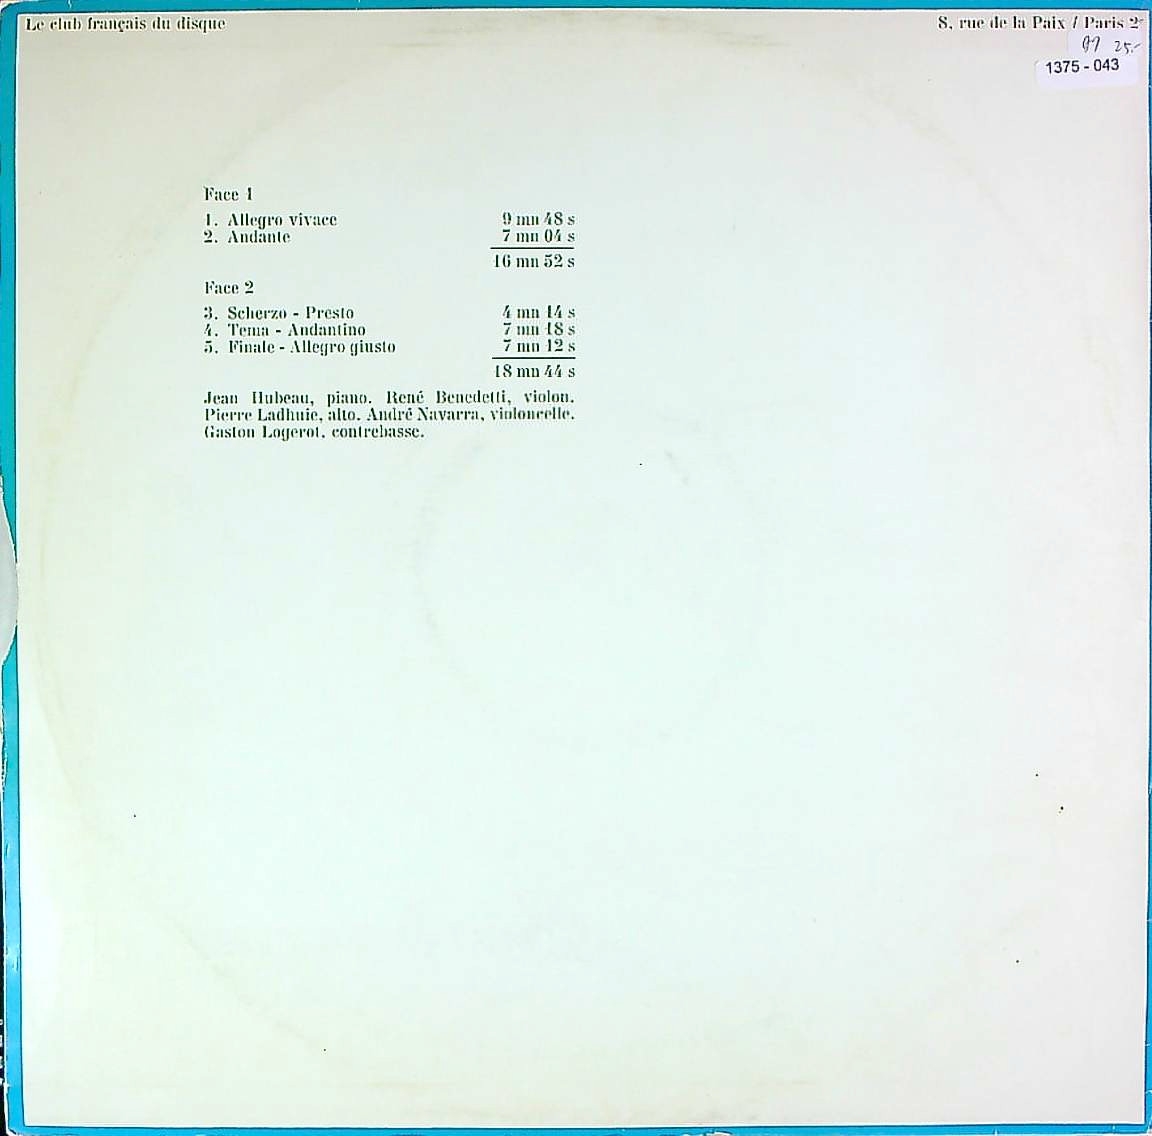 Le club français du disque
8, rue de la Paix / Paris 2e
25.-
1375 - 043
Face 1
1. Allegro vivace 9 mn 48 s
2. Andante 7 mn 04 s
16 mn 52 s
Face 2
3. Scherzo - Presto 4 mn 14 s
4. Tema - Andantino 7 mn 18 s
5. Finale - Allegro giusto 7 mn 12 s
18 mn 44 s
Jean Hubeau, piano. René Benedetti, violon.
Pierre Ladhuie, alto. André Navarra, violoncelle.
Gaston Logerot, contrebasse.